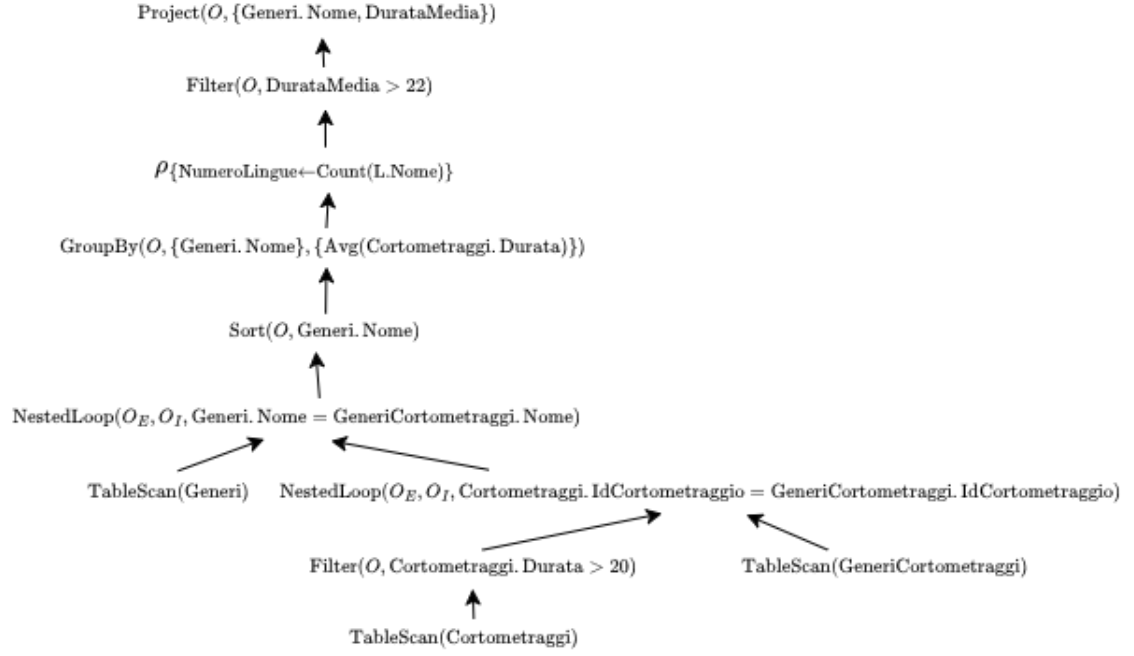 Project(O, {Generi. Nome, DurataMedia})
Filter(O, DurataMedia > 22)
ρ{NumeroLingue←Count(L.Nome)}
GroupBy(O, {Generi. Nome}, {Avg(Cortometraggi. Durata)})
Sort(O, Generi. Nome)
NestedLoop(O_E, O_I, Generi. Nome = GeneriCortometraggi. Nome)
TableScan(Generi) NestedLoop(O_E, O_I, Cortometraggi. IdCortometraggio = GeneriCortometraggi. IdCortometraggio)
Filter(O, Cortometraggi. Durata > 20) TableScan(GeneriCortometraggi)
TableScan(Cortometraggi)